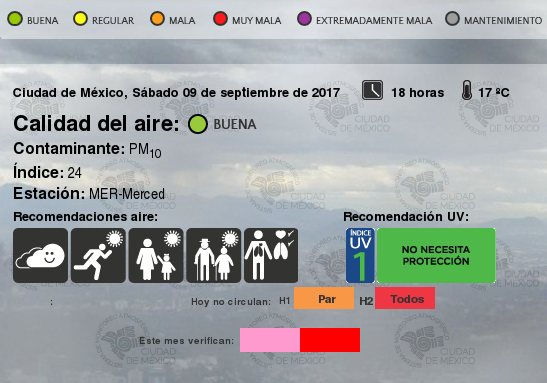 BUENA REGULAR MALA MUY MALA EXTREMADAMENTE MALA MANTENIMIENTO
Ciudad de México, Sábado 09 de septiembre de 2017 18 horas 17 ºC
Calidad del aire: BUENA
Contaminante: PM10
Índice: 24
Estación: MER-Merced
Recomendaciones aire: Recomendación UV:
ÍNDICE
UV
1
NO NECESITA
PROTECCIÓN
: Hoy no circulan: H1 Par H2 Todos
Este mes verifican:
CIUDAD
DE MÉXICO